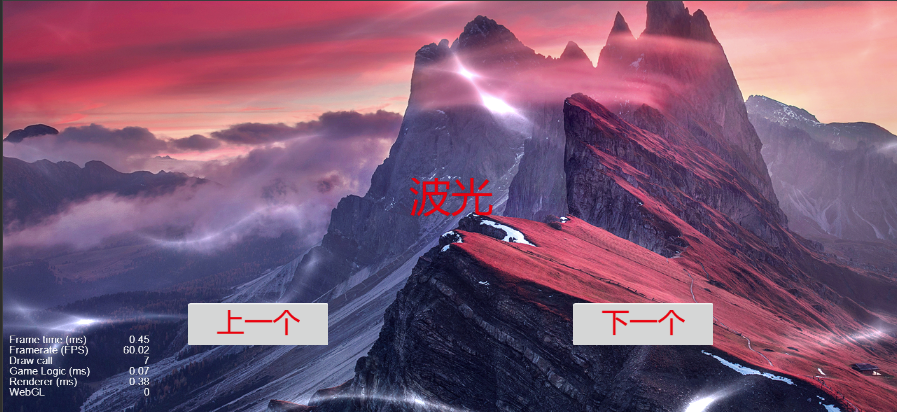 波光
上一个
下一个
Frame time (ms) 0.45
Framerate (FPS) 60.02
Draw call 7
Game Logic (ms) 0.07
Renderer (ms) 0.38
WebGL 0